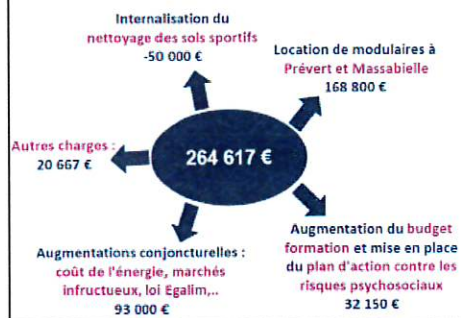 Internalisation du
nettoyage des sols sportifs
-50 000 €
Location de modulaires à
Prévert et Massabielle
168 800 €
Autres charges :
20 667 €
264 617 €
Augmentations conjoncturelles :
coût de l'énergie, marchés
infructueux, loi Egalim,..
93 000 €
Augmentation du budget
formation et mise en place
du plan d'action contre les
risques psychosociaux
32 150 €